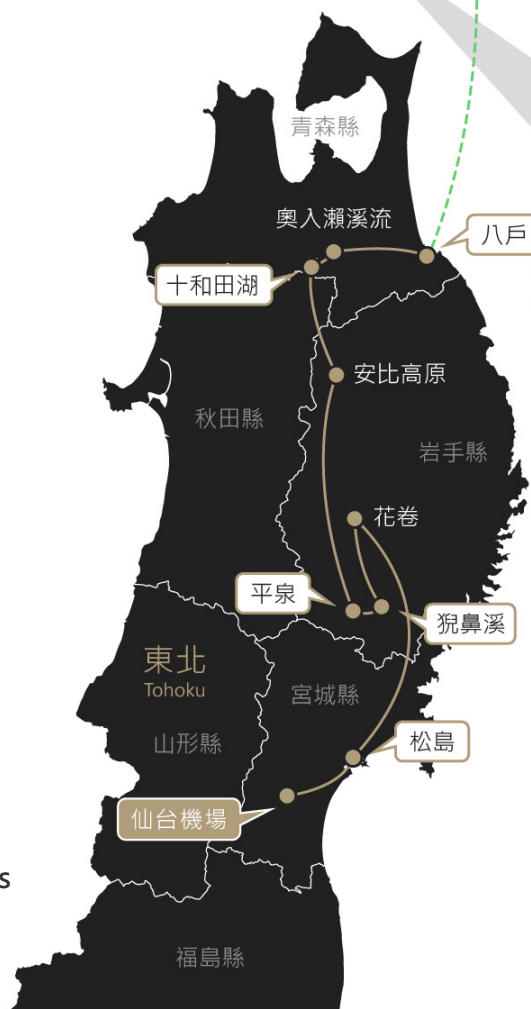 青森縣
奧入瀨溪流
八戶
十和田湖
安比高原
秋田縣
岩手縣
花卷
平泉
猊鼻溪
東北
Tohoku
宮城縣
山形縣
松島
仙台機場
s
福島縣